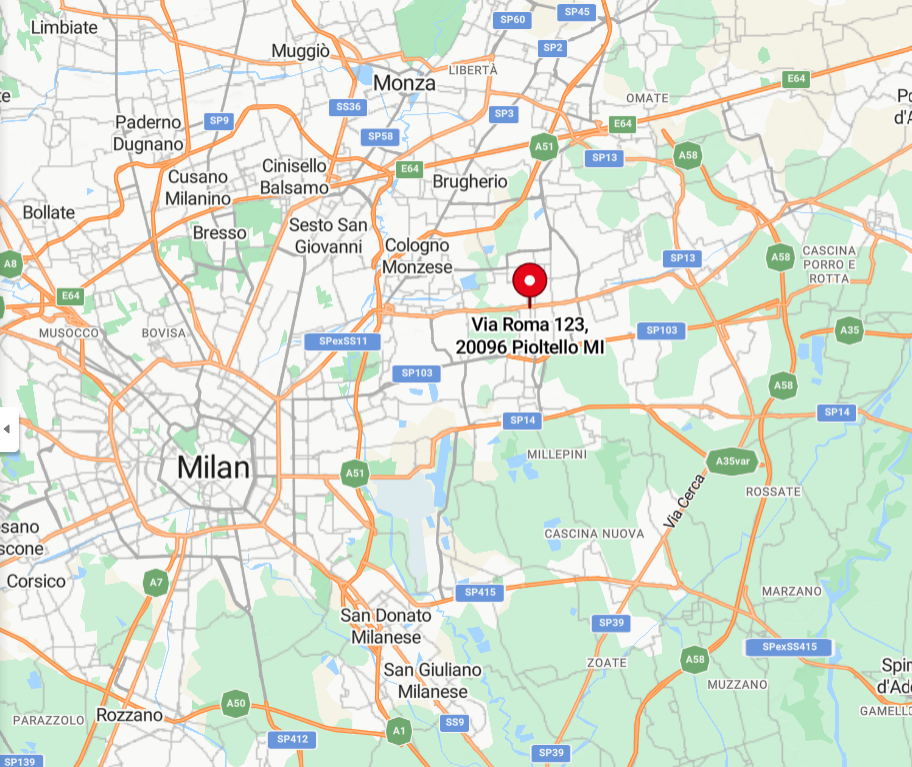 Limbiate
SP60
SP45
Muggiò
SP2
LIBERTÀ
Monza
E64
OMATE
SS36
SP9
SP3
Paderno
Dugnano
SP58
E64
A51
SP13
A58
Cinisello
Balsamo
E64
Cusano
Milanino
Brugherio
Bollate
Bresso
Sesto San
Giovanni
Cologno
Monzese
A8
SP13
A58
CASCINA
PORRO E
ROTTA
E64
MUSOCCO
BOVISA
Via Roma 123,
20096 Pioltello MI
SPexSS11
SP103
A35
SP103
A58
SP14
SP14
MILLEPINI
Milan
A51
A35var
Via Cerca
ROSSATE
esano
scone
CASCINA NUOVA
Corsico
A7
SP415
MARZANO
San Donato
Milanese
SP39
SPexSS415
ZOATE
A58
Spin
d'Ad
San Giuliano
Milanese
MUZZANO
GAMELLO
PARAZZOLO
Rozzano
A50
SP412
A1
SS9
SP39
SP139